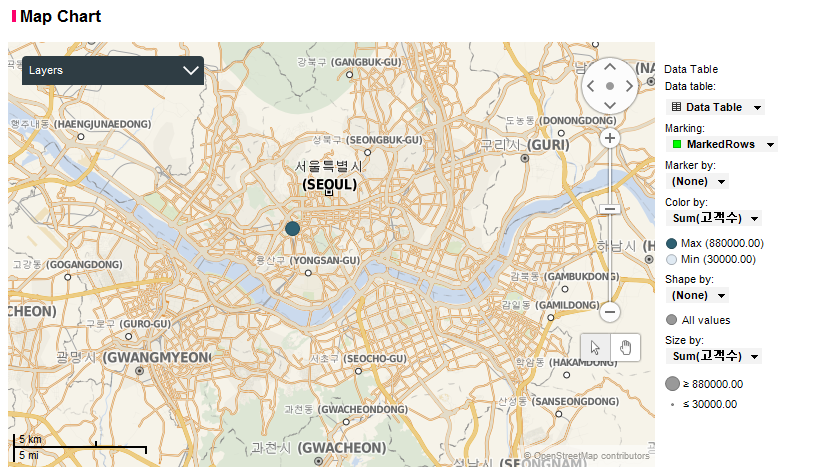 Map Chart
Layers
강북구 (GANGBUK-GU)
행주내동 (HAENGJUNAEDONG)
도농동 (DONONGDONG)
성북구 (SEONGBUK-GU)
구리시 (GURI)
서울특별시
(SEOUL)
하남시
고강동 (GOGANGDONG)
용산구 (YONGSAN-GU)
감북동 (GAMBUKDONG)
감일동 (GAMILDONG)
CHEON)
구로구 (GURO-GU)
광명시 (GWANGMYEONG
서초구 (SEOCHO-GU)
학암동 (HAKAMDONG)
산성동 (SANSEONGDONG)
과천동 (GWACHEONDONG)
과천시 (GWACHEON)
성남시 (SEONGNAM)
5 km
5 mi
© OpenStreetMap contributors
Data Table
Data table:
Data Table
Marking:
MarkedRows
Marker by:
(None)
Color by:
Sum(고객수)
Max (880000.00)
Min (30000.00)
Shape by:
(None)
All values
Size by:
Sum(고객수)
≥ 880000.00
≤ 30000.00